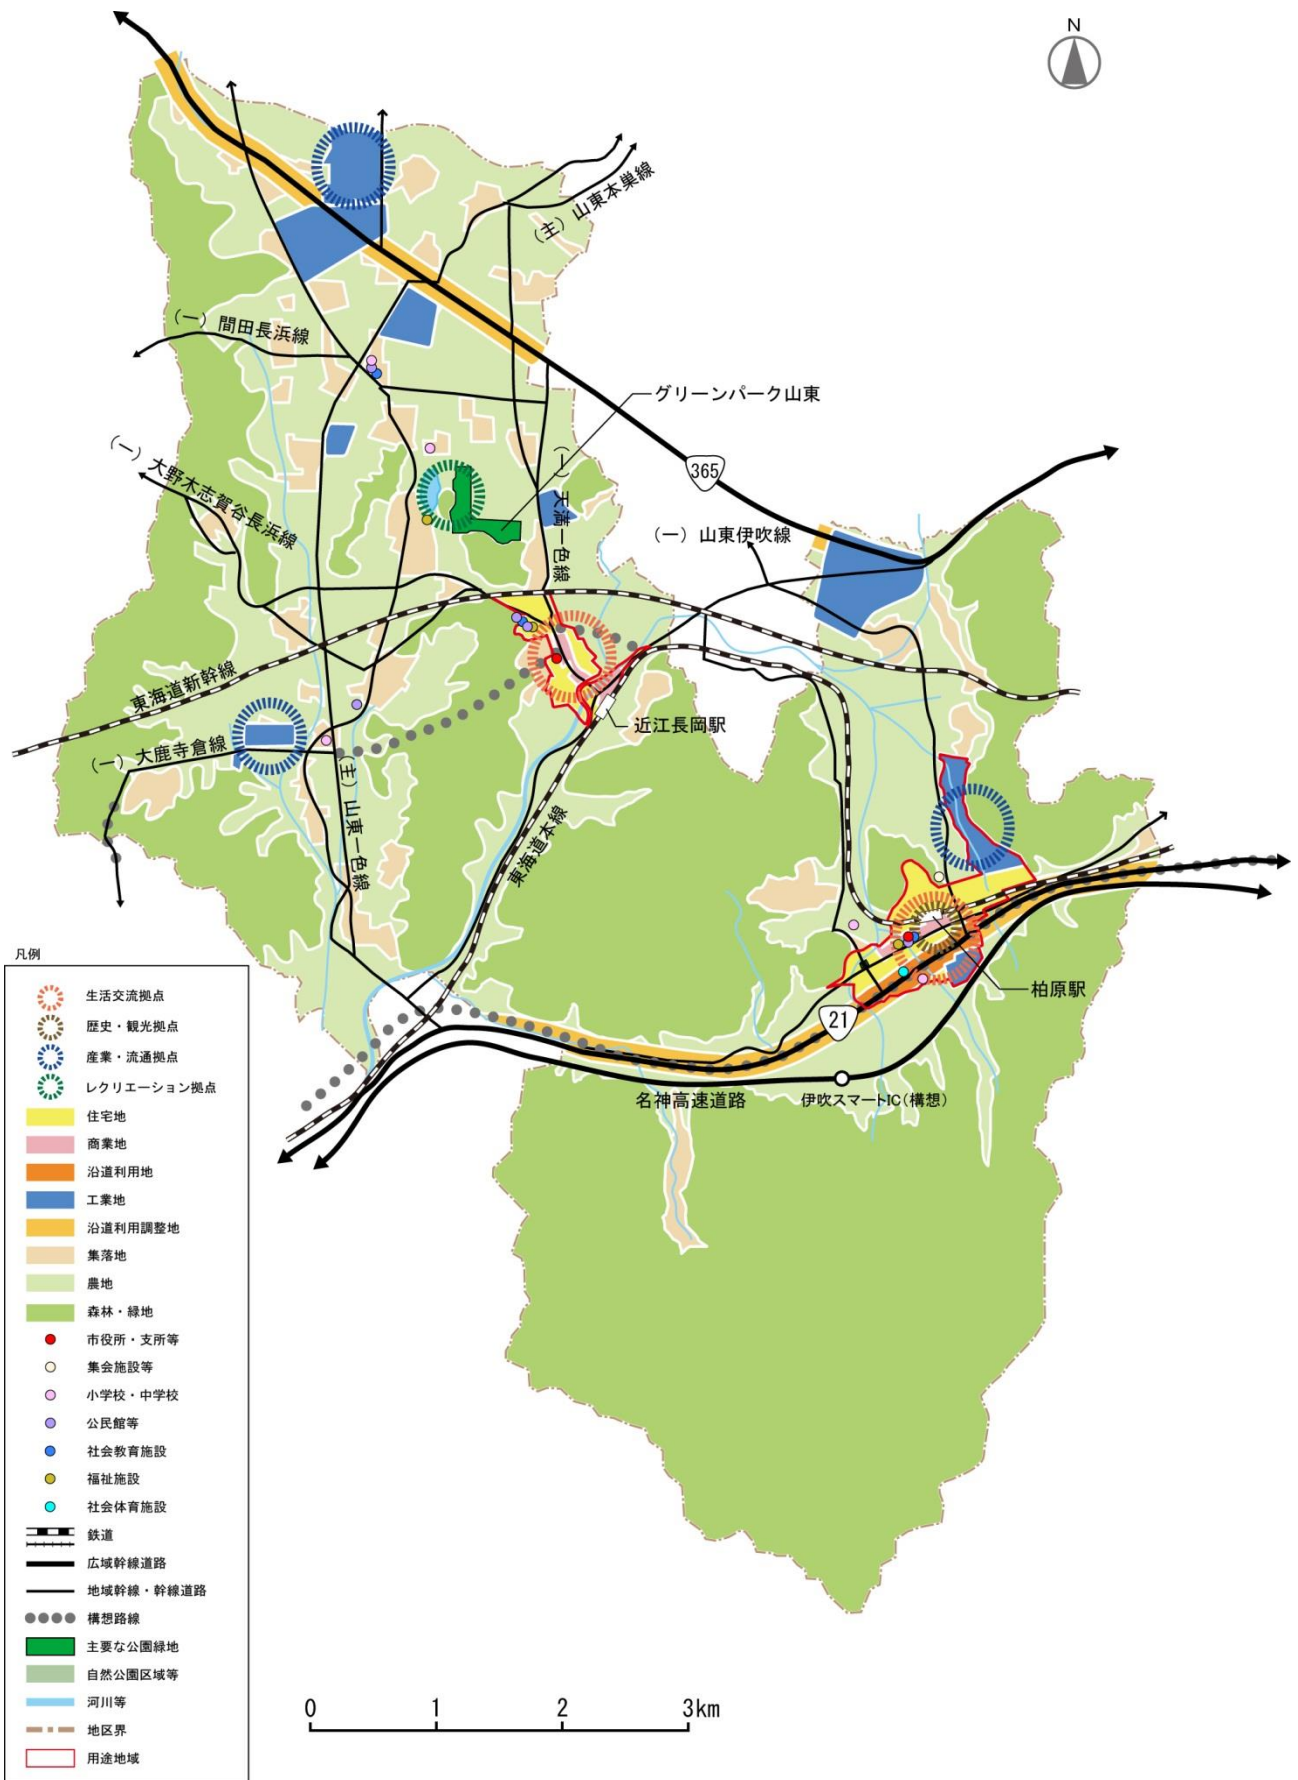 N
(主)山東本巣線
(一)間田長浜線
グリーンパーク山東
(一)大野木志賀谷長浜線
(一)天満一色線
365
(一)山東伊吹線
東海道新幹線
近江長岡駅
(一)大鹿寺倉線
(主)山東一色線
東海道本線
柏原駅
21
名神高速道路
伊吹スマートIC(構想)
凡例
生活交流拠点
歴史・観光拠点
産業・流通拠点
レクリエーション拠点
住宅地
商業地
沿道利用地
工業地
沿道利用調整地
集落地
農地
森林・緑地
市役所・支所等
集会施設等
小学校・中学校
公民館等
社会教育施設
福祉施設
社会体育施設
鉄道
広域幹線道路
地域幹線・幹線道路
構想路線
主要な公園緑地
自然公園区域等
河川等
地区界
用途地域
0 1 2 3km